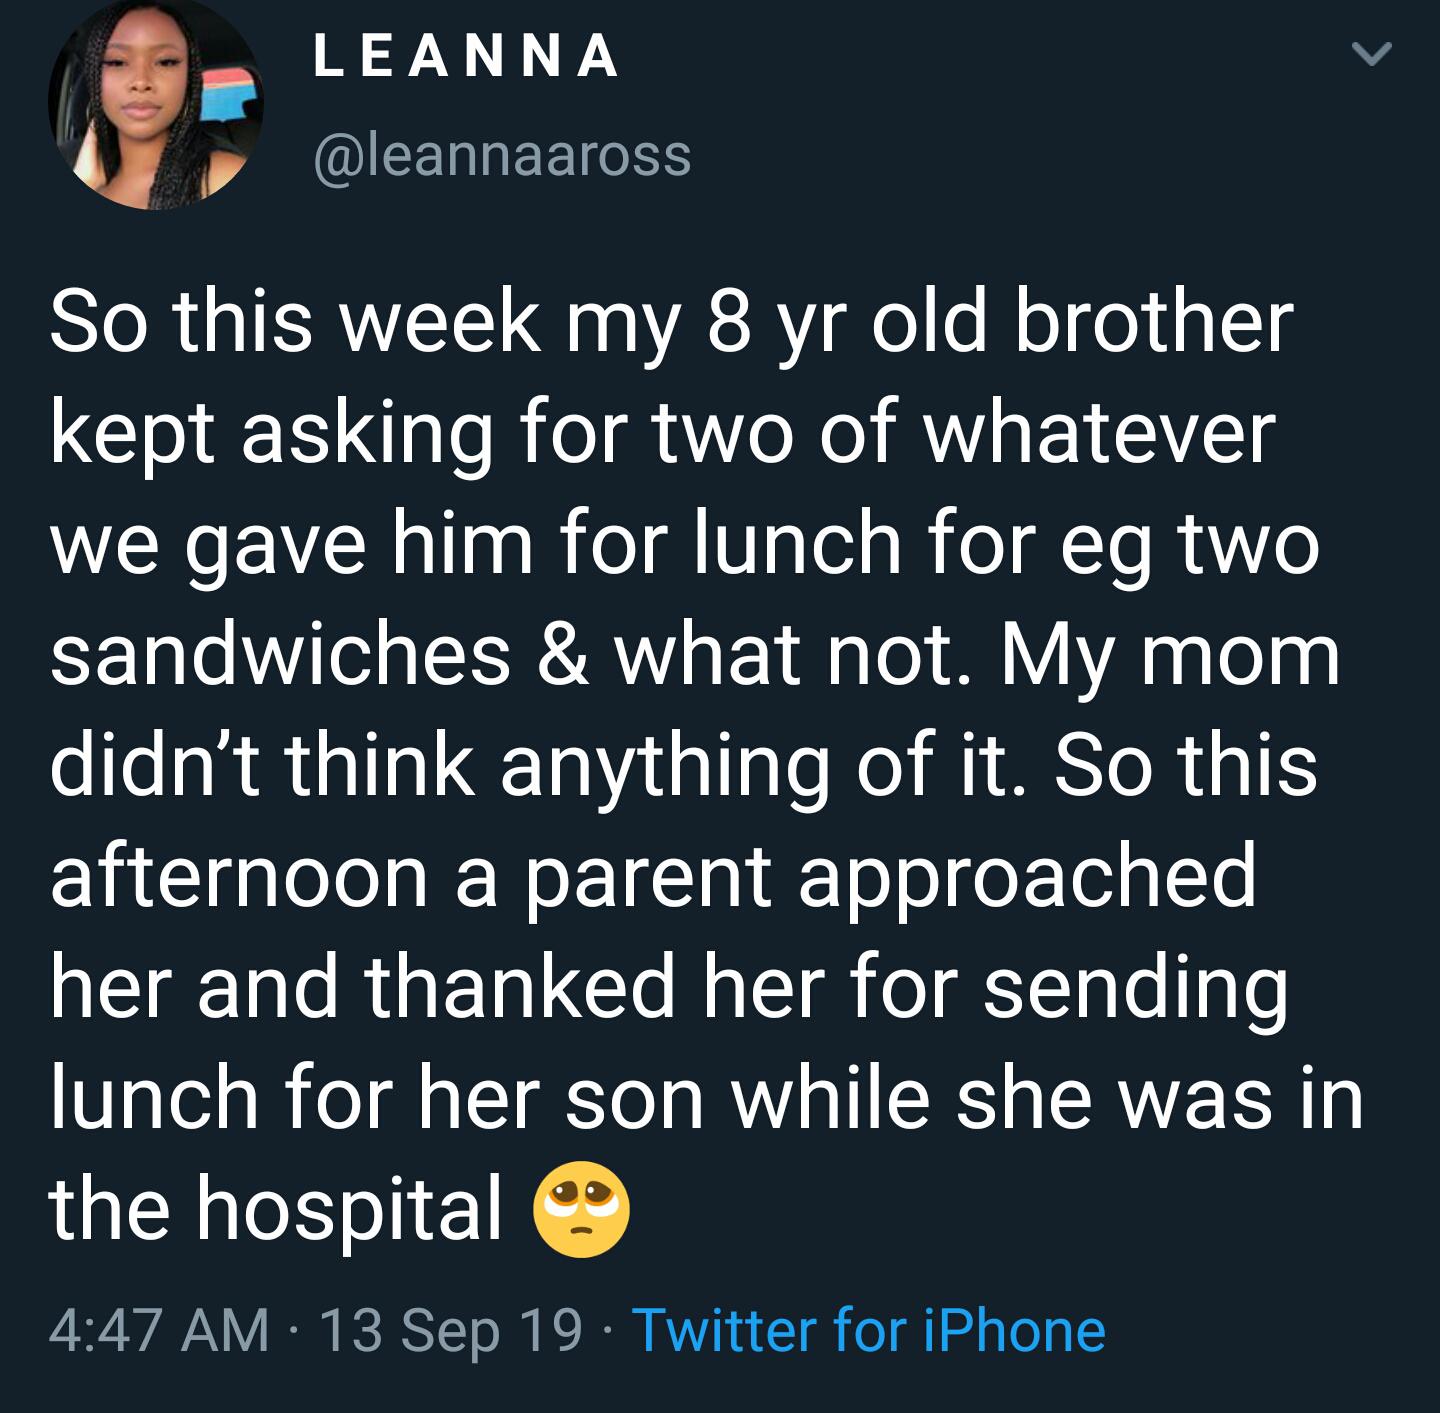 LEANNA
@leannaaross
So this week my 8 yr old brother
kept asking for two of whatever
we gave him for lunch for eg two
sandwiches & what not. My mom
didn’t think anything of it. So this
afternoon a parent approached
her and thanked her for sending
lunch for her son while she was in
the hospital 🥺
4:47 AM · 13 Sep 19 · Twitter for iPhone